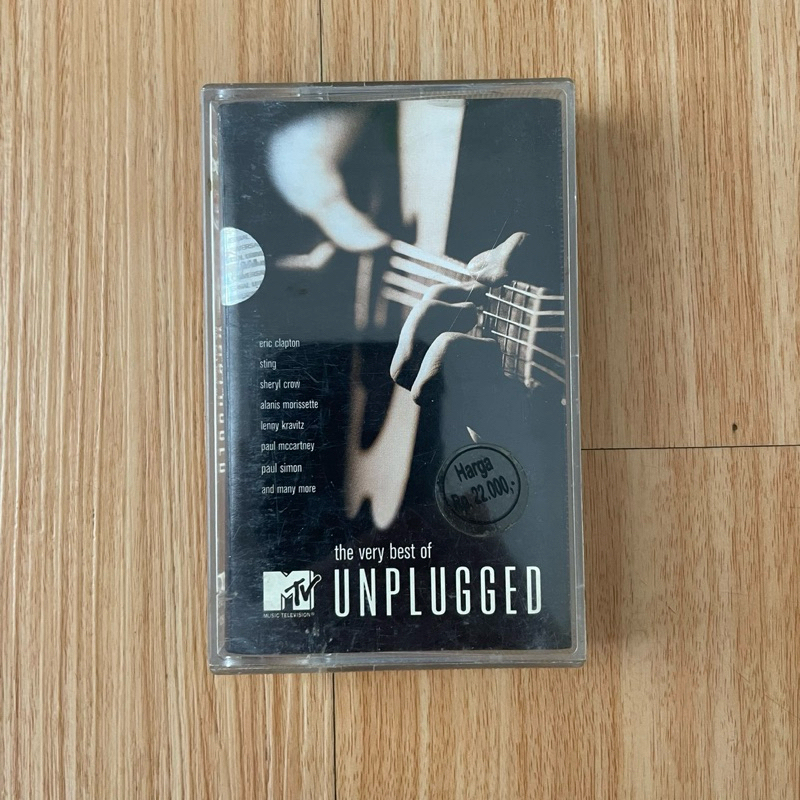 eric clapton
sting
sheryl crow
alanis morissette
lenny kravitz
paul mccartney
paul simon
and many more
Harga
Rp. 22.000,-
the very best of
MTV
MUSIC TELEVISION®
UNPLUGGED